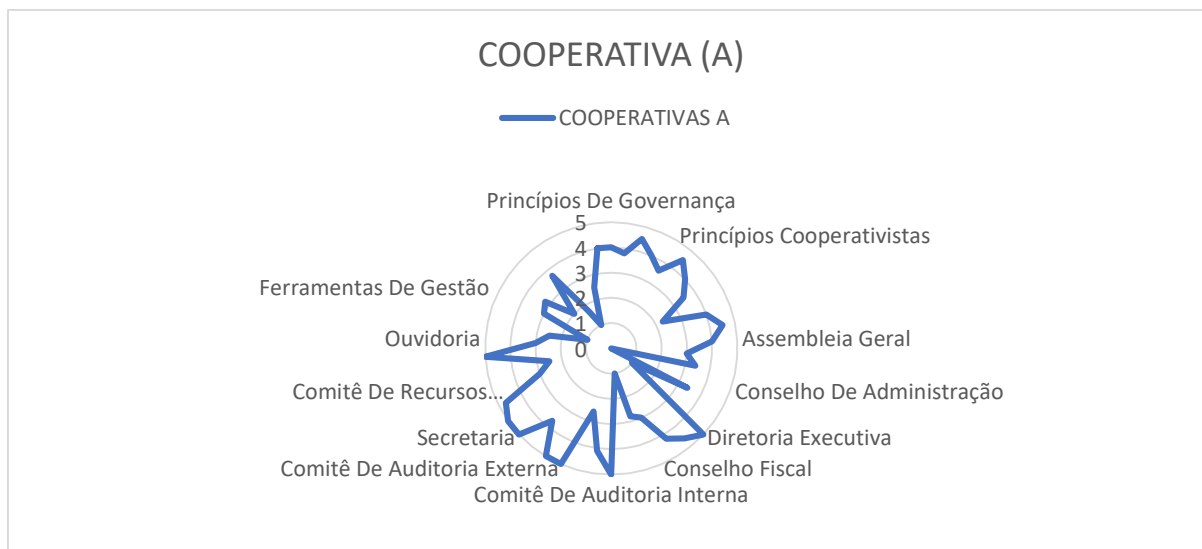 COOPERATIVA (A)
COOPERATIVAS A
Princípios De Governança
5
Princípios Cooperativistas
4
3
Ferramentas De Gestão
2
1
Ouvidoria
Assembleia Geral
0
Comitê De Recursos...
Conselho De Administração
Secretaria
Diretoria Executiva
Comitê De Auditoria Externa
Conselho Fiscal
Comitê De Auditoria Interna